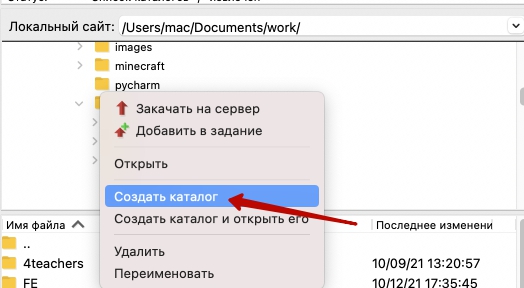 Локальный сайт: /Users/mac/Documents/work/
images
minecraft
pycharm
Закачать на сервер
Добавить в задание
Открыть
Создать каталог
Создать каталог и открыть его
Удалить
Переименовать
Имя файла
Последнее изменени
..
4teachers 10/09/21 13:20:57
FE 10/12/21 17:35:45